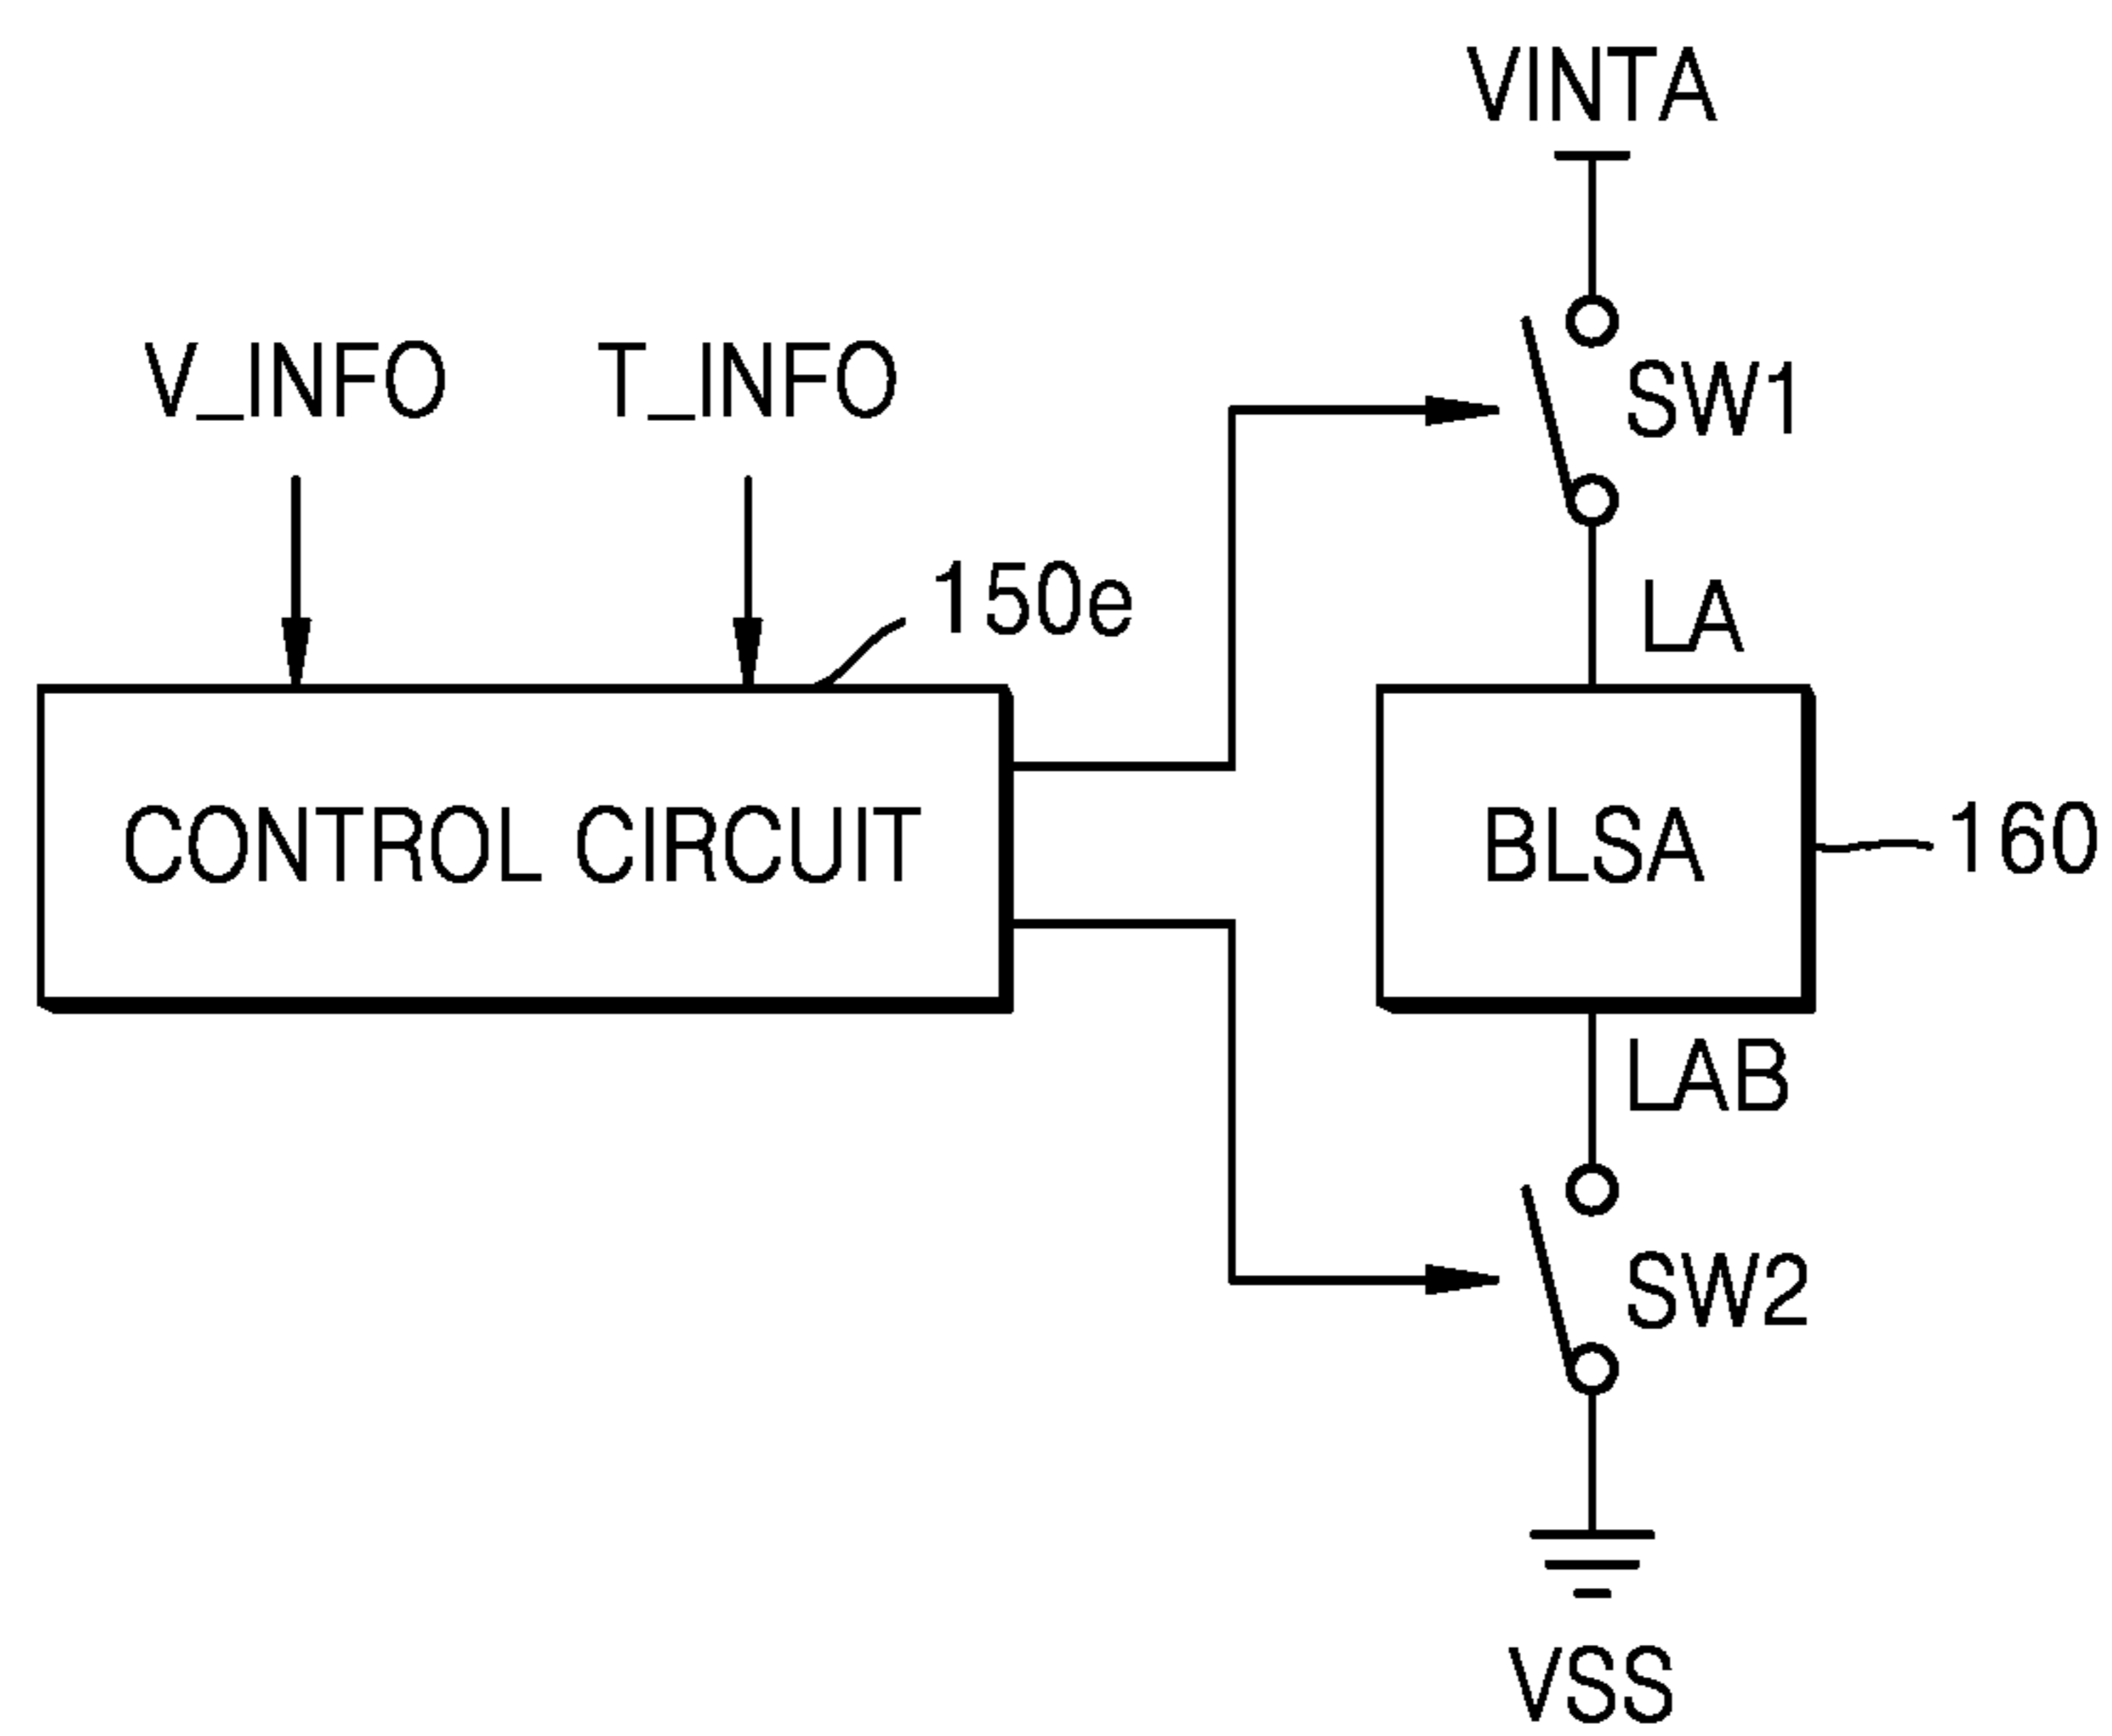 VINTA
V_INFO
T_INFO
SW1
150e
LA
CONTROL CIRCUIT
BLSA
160
LAB
SW2
VSS